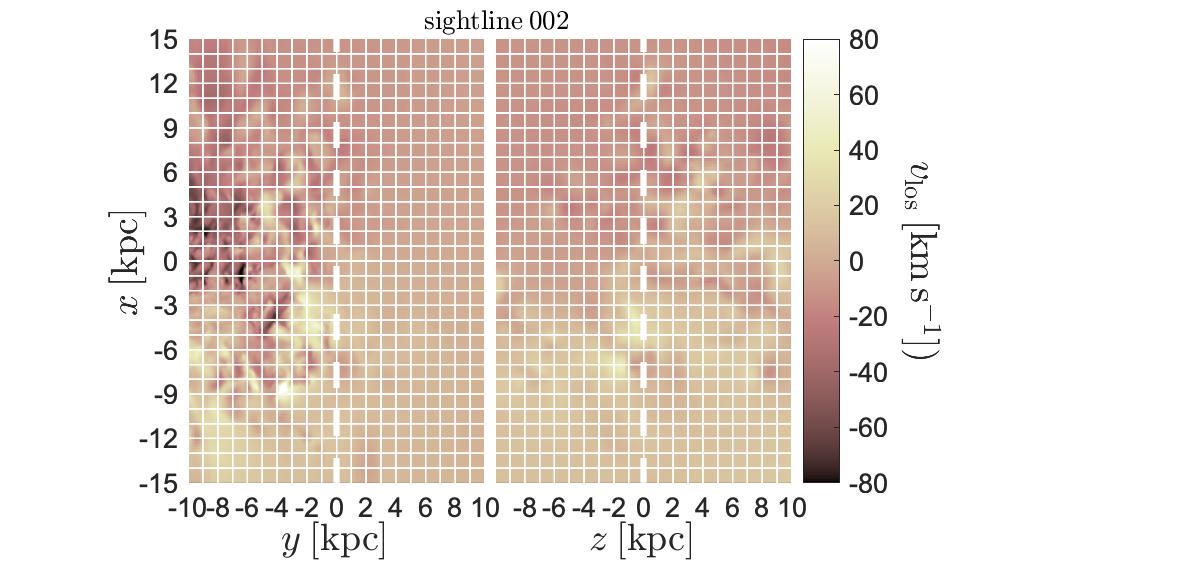 sightline 002
15
12
9
6
3
0
-3
-6
-9
-12
-15
x [kpc]
-10 -8 -6 -4 -2 0 2 4 6 8 10
y [kpc]
-8 -6 -4 -2 0 2 4 6 8 10
z [kpc]
80
60
40
20
0
-20
-40
-60
-80
v_los [km s⁻¹])